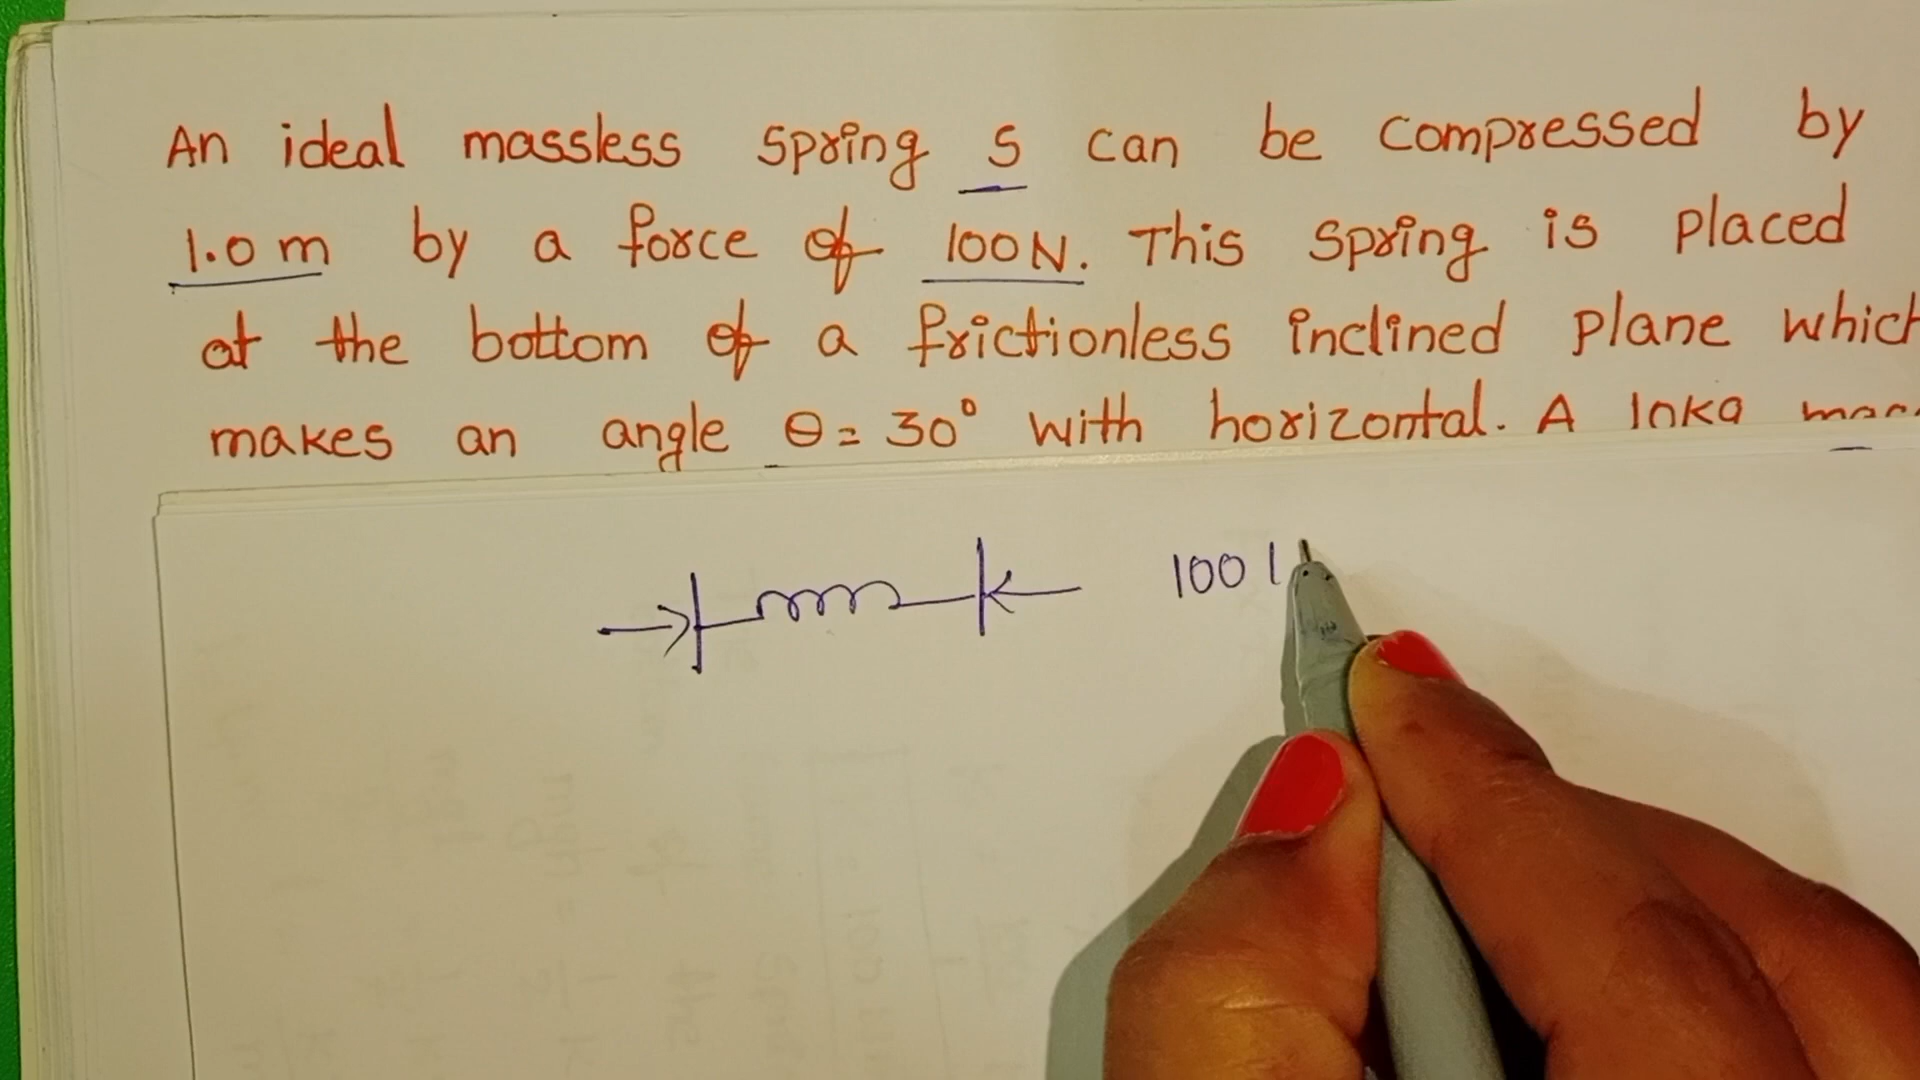 An ideal massless spring S can be compressed by
1.0 m by a force of 100N. This spring is placed
at the bottom of a frictionless inclined plane which
makes an angle θ = 30° with horizontal. A 10kg
100